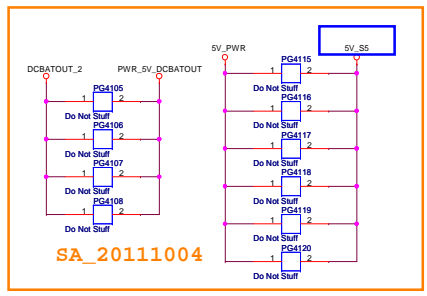 DCBATOUT_2 PWR_5V_DCBATOUT
PG4105
1 2
Do Not Stuff
PG4106
1 2
Do Not Stuff
PG4107
1 2
Do Not Stuff
PG4108
1 2
Do Not Stuff
SA_20111004
5V_PWR 5V_S5
PG4115
1 2
Do Not Stuff
PG4116
1 2
Do Not Stuff
PG4117
1 2
Do Not Stuff
PG4118
1 2
Do Not Stuff
PG4119
1 2
Do Not Stuff
PG4120
1 2
Do Not Stuff